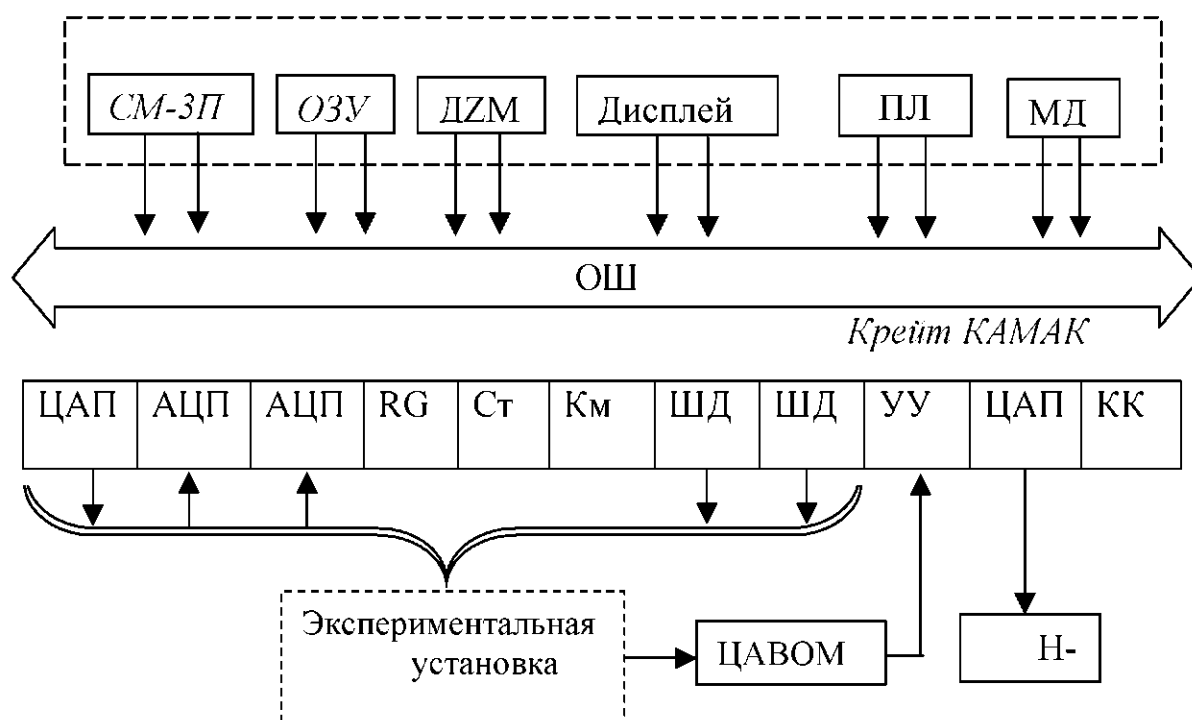 СМ-3П ОЗУ ДZМ Дисплей ПЛ МД
ОШ
Крейт КАМАК
ЦАП АЦП АЦП RG Ст Км ШД ШД УУ ЦАП КК
Экспериментальная
установка
ЦАВОМ
Н-